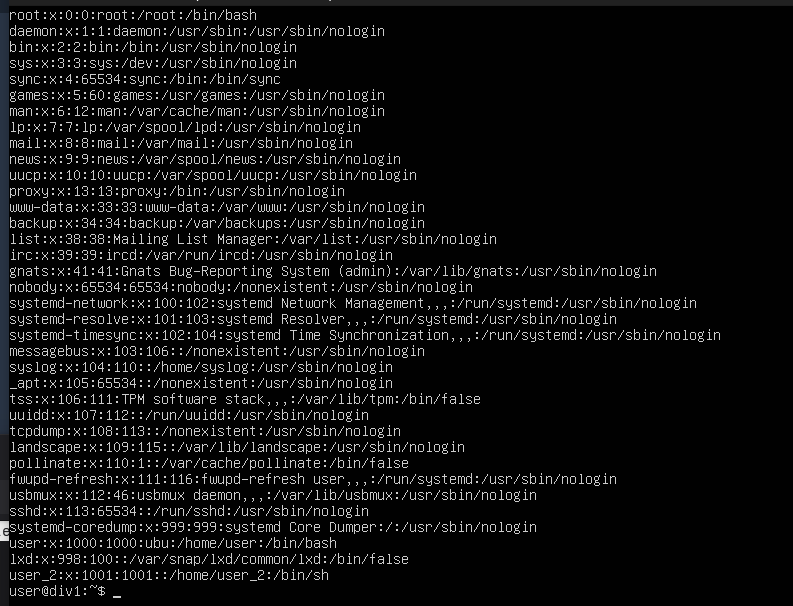 root:x:0:0:root:/root:/bin/bash
daemon:x:1:1:daemon:/usr/sbin:/usr/sbin/nologin
bin:x:2:2:bin:/bin:/usr/sbin/nologin
sys:x:3:3:sys:/dev:/usr/sbin/nologin
sync:x:4:65534:sync:/bin:/bin/sync
games:x:5:60:games:/usr/games:/usr/sbin/nologin
man:x:6:12:man:/var/cache/man:/usr/sbin/nologin
lp:x:7:7:lp:/var/spool/lpd:/usr/sbin/nologin
mail:x:8:8:mail:/var/mail:/usr/sbin/nologin
news:x:9:9:news:/var/spool/news:/usr/sbin/nologin
uucp:x:10:10:uucp:/var/spool/uucp:/usr/sbin/nologin
proxy:x:13:13:proxy:/bin:/usr/sbin/nologin
www-data:x:33:33:www-data:/var/www:/usr/sbin/nologin
backup:x:34:34:backup:/var/backups:/usr/sbin/nologin
list:x:38:38:Mailing List Manager:/var/list:/usr/sbin/nologin
irc:x:39:39:ircd:/var/run/ircd:/usr/sbin/nologin
gnats:x:41:41:Gnats Bug-Reporting System (admin):/var/lib/gnats:/usr/sbin/nologin
nobody:x:65534:65534:nobody:/nonexistent:/usr/sbin/nologin
systemd-network:x:100:102:systemd Network Management,,,:/run/systemd:/usr/sbin/nologin
systemd-resolve:x:101:103:systemd Resolver,,,:/run/systemd:/usr/sbin/nologin
systemd-timesync:x:102:104:systemd Time Synchronization,,,:/run/systemd:/usr/sbin/nologin
messagebus:x:103:106::/nonexistent:/usr/sbin/nologin
syslog:x:104:110::/home/syslog:/usr/sbin/nologin
_apt:x:105:65534::/nonexistent:/usr/sbin/nologin
tss:x:106:111:TPM software stack,,,:/var/lib/tpm:/bin/false
uuidd:x:107:112::/run/uuidd:/usr/sbin/nologin
tcpdump:x:108:113::/nonexistent:/usr/sbin/nologin
landscape:x:109:115::/var/lib/landscape:/usr/sbin/nologin
pollinate:x:110:1::/var/cache/pollinate:/bin/false
fwupd-refresh:x:111:116:fwupd-refresh user,,,:/run/systemd:/usr/sbin/nologin
usbmux:x:112:46:usbmux daemon,,,:/var/lib/usbmux:/usr/sbin/nologin
sshd:x:113:65534::/run/sshd:/usr/sbin/nologin
systemd-coredump:x:999:999:systemd Core Dumper:/:/usr/sbin/nologin
user:x:1000:1000:ubu:/home/user:/bin/bash
lxd:x:998:100::/var/snap/lxd/common/lxd:/bin/false
user_2:x:1001:1001::/home/user_2:/bin/sh
user@div1:~$ _